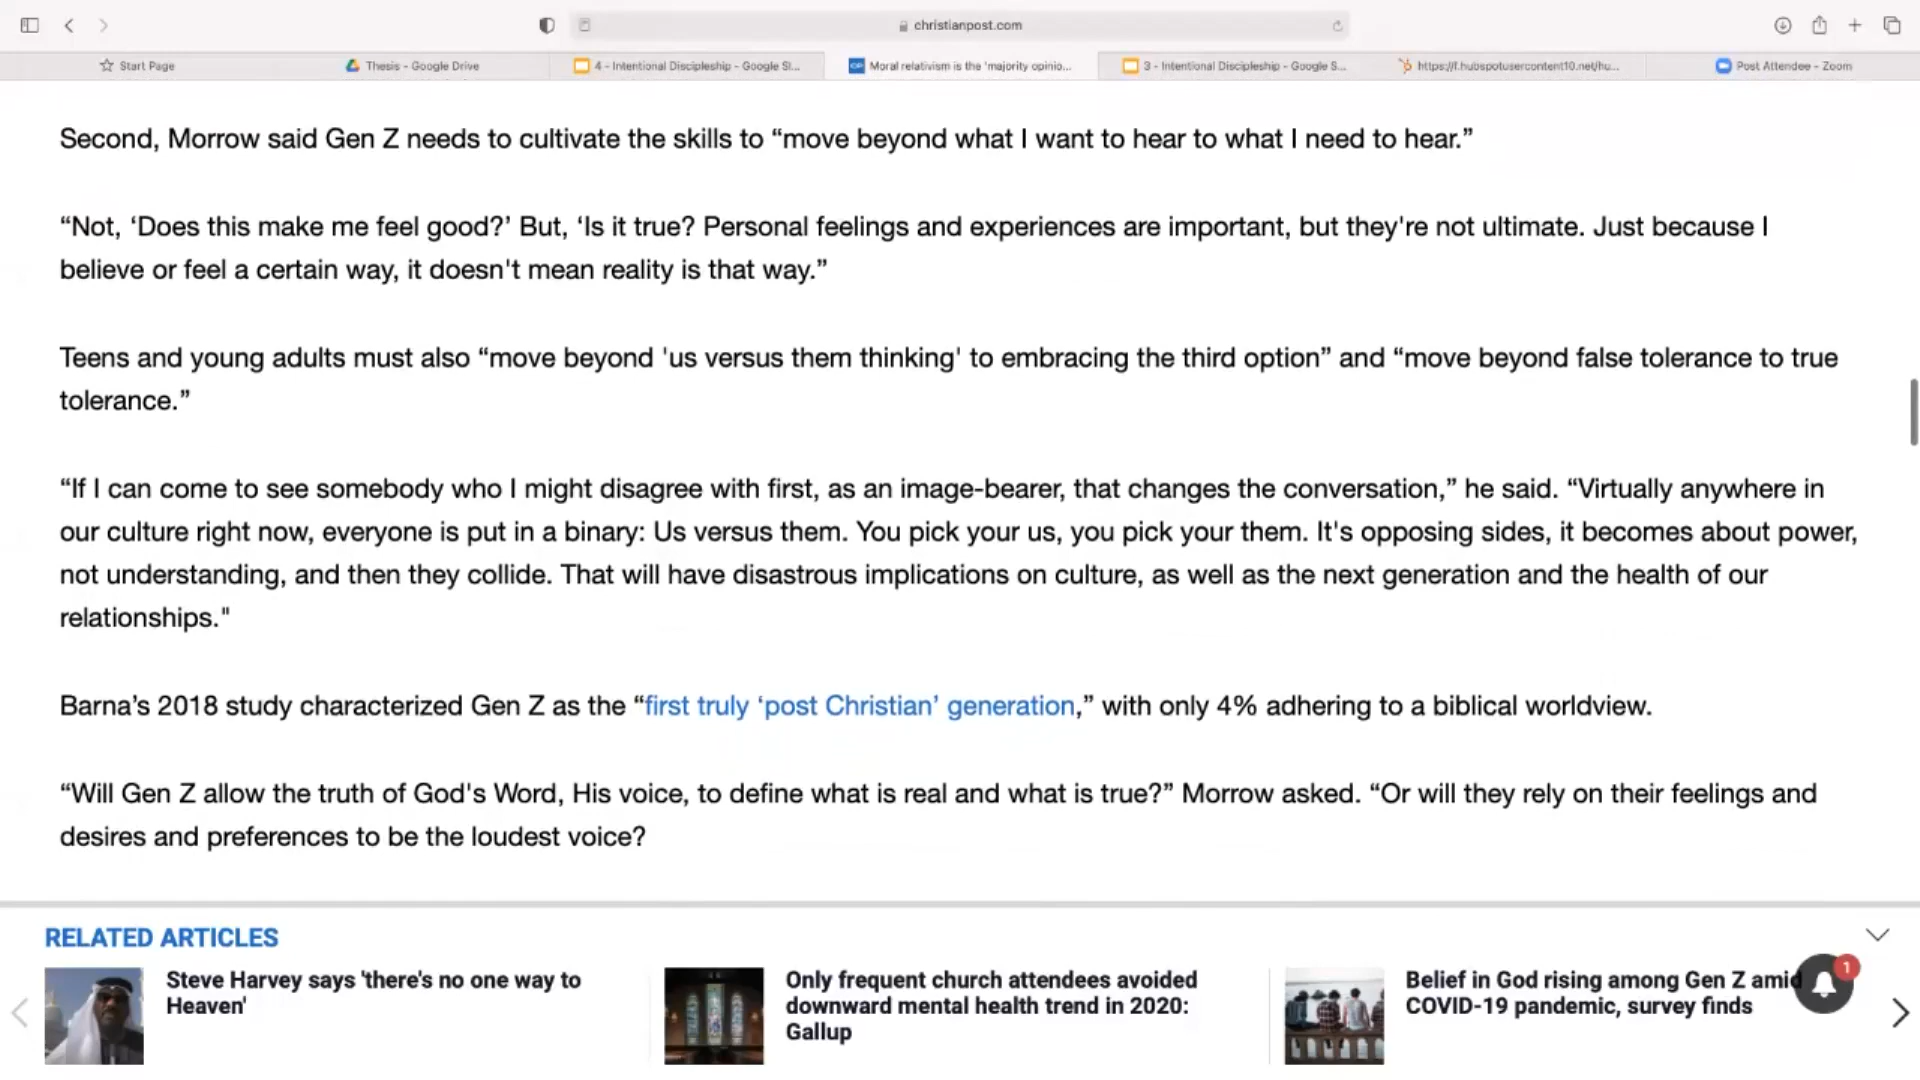 christianpost.com
Start Page
Thesis - Google Drive
4 - Intentional Discipleship - Google Sl...
Moral relativism is the 'majority opinio...
3 - Intentional Discipleship - Google S...
https://f.hubspotusercontent10.net/hu...
Post Attendee - Zoom
Second, Morrow said Gen Z needs to cultivate the skills to “move beyond what I want to hear to what I need to hear.”
“Not, ‘Does this make me feel good?’ But, ‘Is it true? Personal feelings and experiences are important, but they're not ultimate. Just because I
believe or feel a certain way, it doesn't mean reality is that way.”
Teens and young adults must also “move beyond 'us versus them thinking' to embracing the third option” and “move beyond false tolerance to true
tolerance.”
“If I can come to see somebody who I might disagree with first, as an image-bearer, that changes the conversation,” he said. “Virtually anywhere in
our culture right now, everyone is put in a binary: Us versus them. You pick your us, you pick your them. It's opposing sides, it becomes about power,
not understanding, and then they collide. That will have disastrous implications on culture, as well as the next generation and the health of our
relationships."
Barna’s 2018 study characterized Gen Z as the “first truly ‘post Christian’ generation,” with only 4% adhering to a biblical worldview.
“Will Gen Z allow the truth of God's Word, His voice, to define what is real and what is true?” Morrow asked. “Or will they rely on their feelings and
desires and preferences to be the loudest voice?
RELATED ARTICLES
Steve Harvey says 'there's no one way to
Heaven'
Only frequent church attendees avoided
downward mental health trend in 2020:
Gallup
Belief in God rising among Gen Z amid
COVID-19 pandemic, survey finds
1